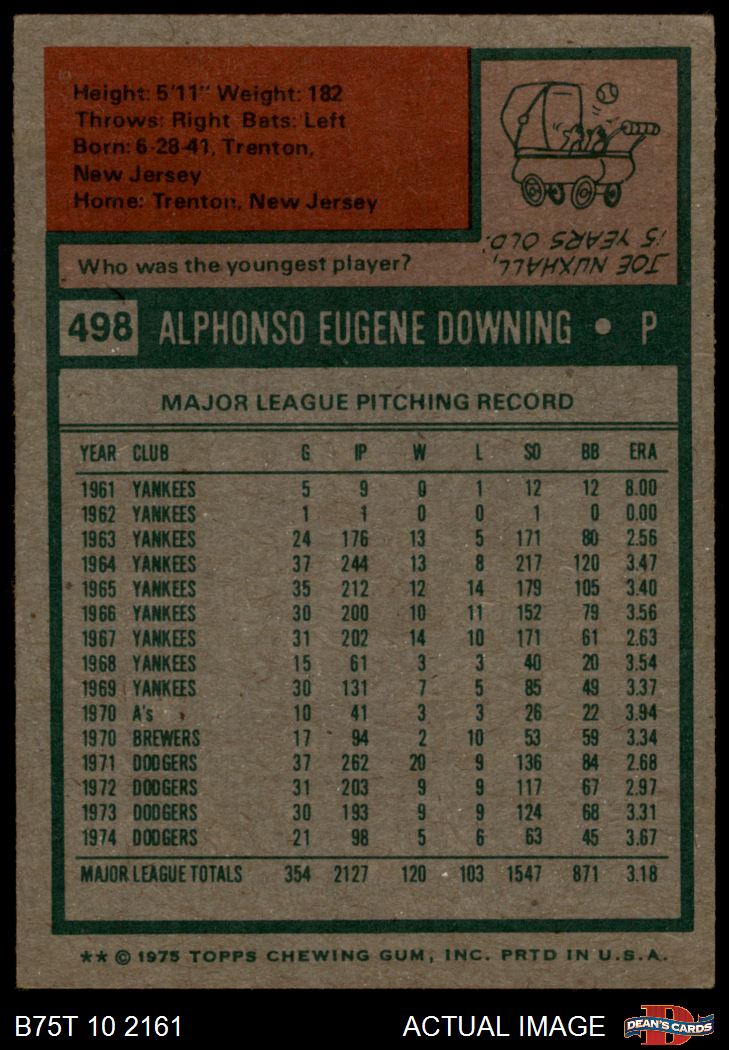 Height: 5'11" Weight: 182
Throws: Right Bats: Left
Born: 6-28-41, Trenton,
New Jersey
Home: Trenton, New Jersey
Who was the youngest player?
JOE NUXHALL,
15 YEARS OLD.
498 ALPHONSO EUGENE DOWNING • P
MAJOR LEAGUE PITCHING RECORD
YEAR CLUB G IP W L SO BB ERA
1961 YANKEES 5 9 0 1 12 12 8.00
1962 YANKEES 1 1 0 0 1 0 0.00
1963 YANKEES 24 176 13 5 171 80 2.56
1964 YANKEES 37 244 13 8 217 120 3.47
1965 YANKEES 35 212 12 14 179 105 3.40
1966 YANKEES 30 200 10 11 152 79 3.56
1967 YANKEES 31 202 14 10 171 61 2.63
1968 YANKEES 15 61 3 3 40 20 3.54
1969 YANKEES 30 131 7 5 85 49 3.37
1970 A's 10 41 3 3 26 22 3.94
1970 BREWERS 17 94 2 10 53 59 3.34
1971 DODGERS 37 262 20 9 136 84 2.68
1972 DODGERS 31 203 9 9 117 67 2.97
1973 DODGERS 30 193 9 9 124 68 3.31
1974 DODGERS 21 98 5 6 63 45 3.67
MAJOR LEAGUE TOTALS 354 2127 120 103 1547 871 3.18
** © 1975 TOPPS CHEWING GUM, INC. PRTD IN U.S.A.
B75T 10 2161 ACTUAL IMAGE
D
DEAN'S CARDS